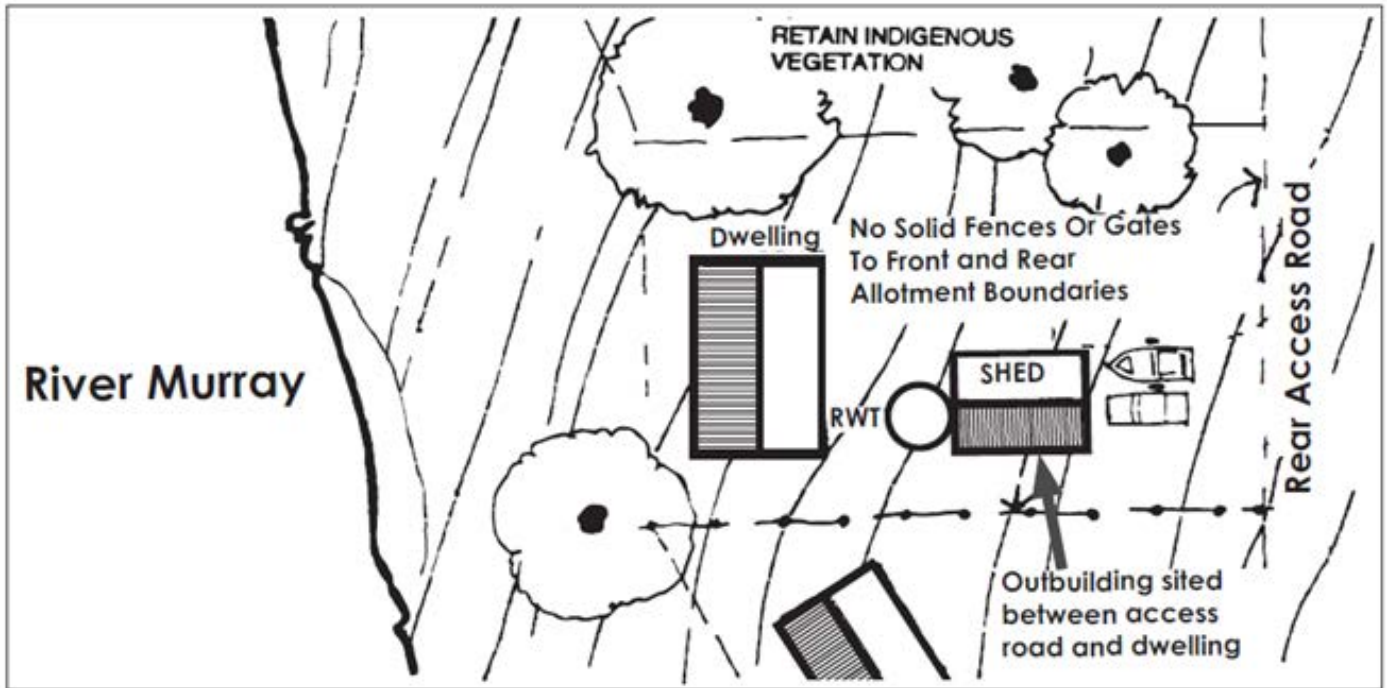 RETAIN INDIGENOUS
VEGETATION
Dwelling
No Solid Fences Or Gates
To Front and Rear
Allotment Boundaries
Rear Access Road
River Murray
SHED
RWT
Outbuilding sited
between access
road and dwelling